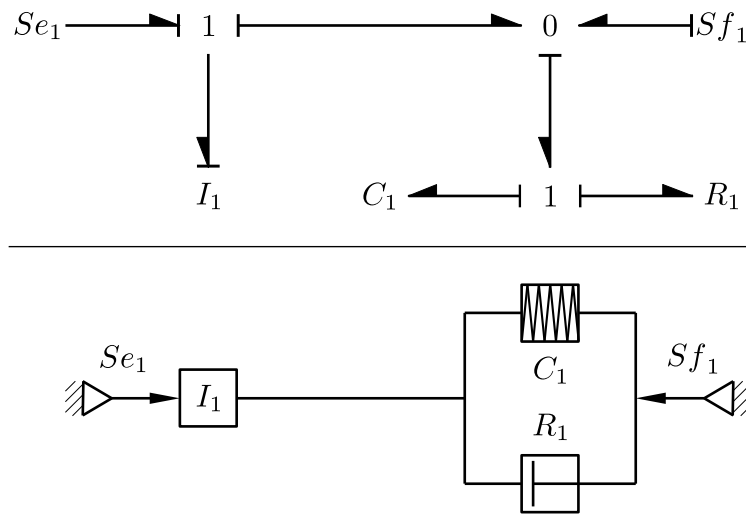 Se₁ 1 0 Sf₁
I₁ C₁ 1 R₁
Se₁ Sf₁
I₁ C₁
R₁